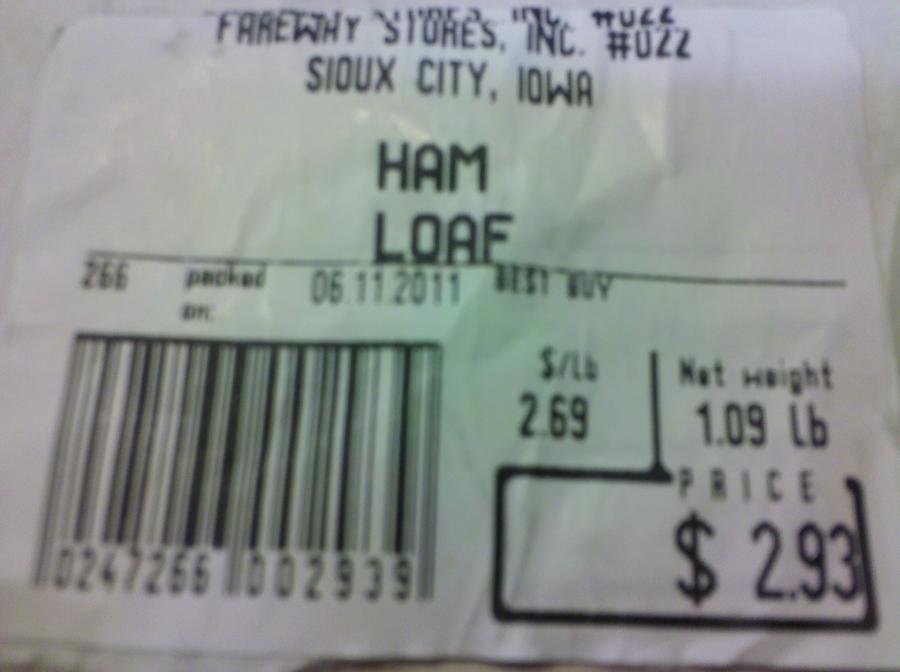 FAREWAY STORES, INC. #022
SIOUX CITY, IOWA
HAM
LOAF
266 packed on: 06.11.2011 BEST BUY
$/lb
2.69
Net weight
1.09 lb
PRICE
$ 2.93
0247266 002939